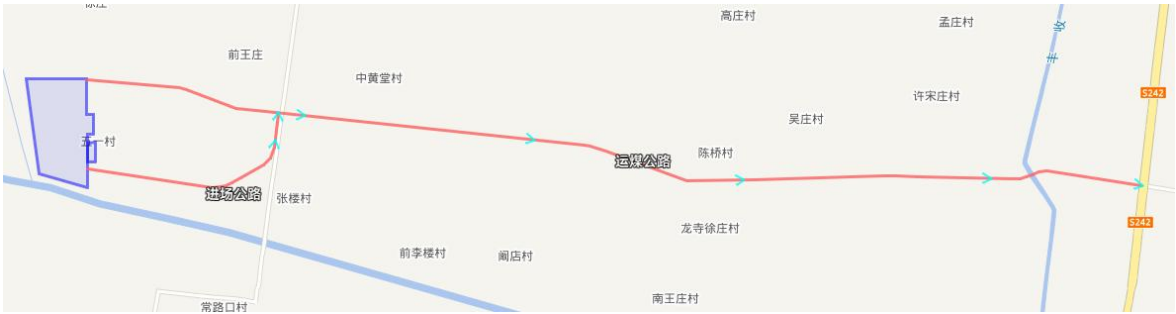 高庄村
孟庄村
丰收
前王庄
中黄堂村
S242
许宋庄村
吴庄村
五一村
陈桥村
运煤公路
进场公路
张楼村
S242
龙寺徐庄村
前李楼村
阚店村
南王庄村
常路口村